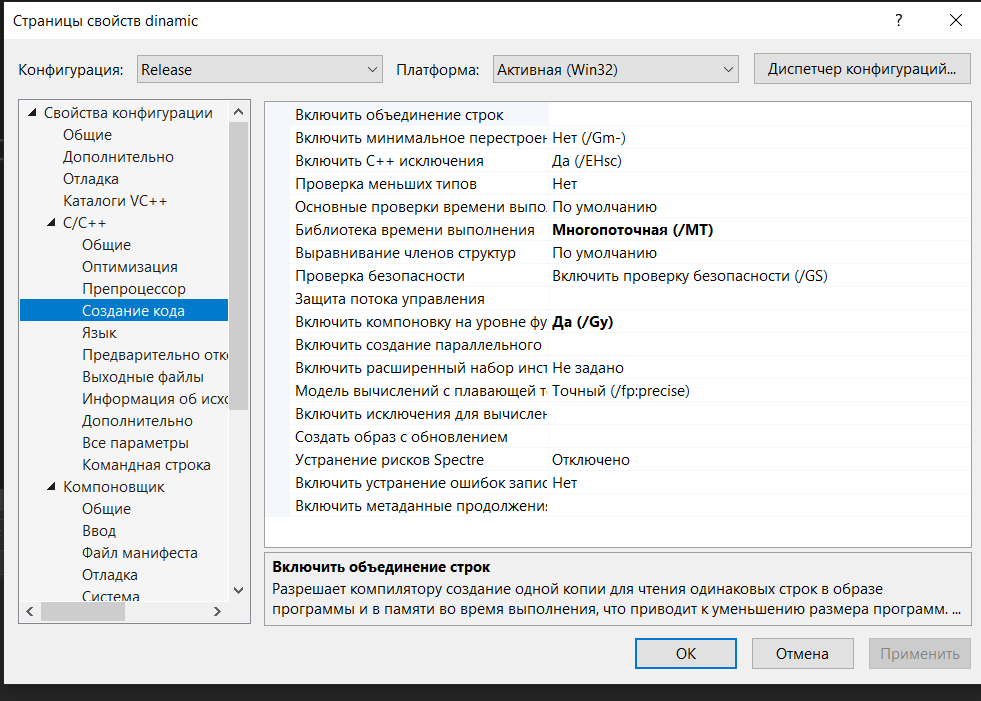 Страницы свойств dinamic
?
Конфигурация:
Release
Платформа:
Активная (Win32)
Диспетчер конфигураций...
Свойства конфигурации
Общие
Дополнительно
Отладка
Каталоги VC++
C/C++
Общие
Оптимизация
Препроцессор
Создание кода
Язык
Предварительно отк
Выходные файлы
Информация об исхо
Дополнительно
Все параметры
Командная строка
Компоновщик
Общие
Ввод
Файл манифеста
Отладка
Система
Включить объединение строк
Включить минимальное перестроен Нет (/Gm-)
Включить C++ исключения Да (/EHsc)
Проверка меньших типов Нет
Основные проверки времени выпо. По умолчанию
Библиотека времени выполнения Многопоточная (/MT)
Выравнивание членов структур По умолчанию
Проверка безопасности Включить проверку безопасности (/GS)
Защита потока управления
Включить компоновку на уровне фу Да (/Gy)
Включить создание параллельного
Включить расширенный набор инст Не задано
Модель вычислений с плавающей т Точный (/fp:precise)
Включить исключения для вычислен
Создать образ с обновлением
Устранение рисков Spectre Отключено
Включить устранение ошибок запис Нет
Включить метаданные продолжения
Включить объединение строк
Разрешает компилятору создание одной копии для чтения одинаковых строк в образе
программы и в памяти во время выполнения, что приводит к уменьшению размера программ. ...
OK
Отмена
Применить